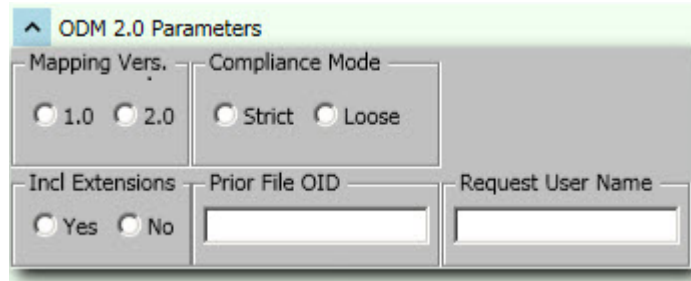 ODM 2.0 Parameters
Mapping Vers. Compliance Mode
1.0 2.0 Strict Loose
Incl Extensions Prior File OID Request User Name
Yes No